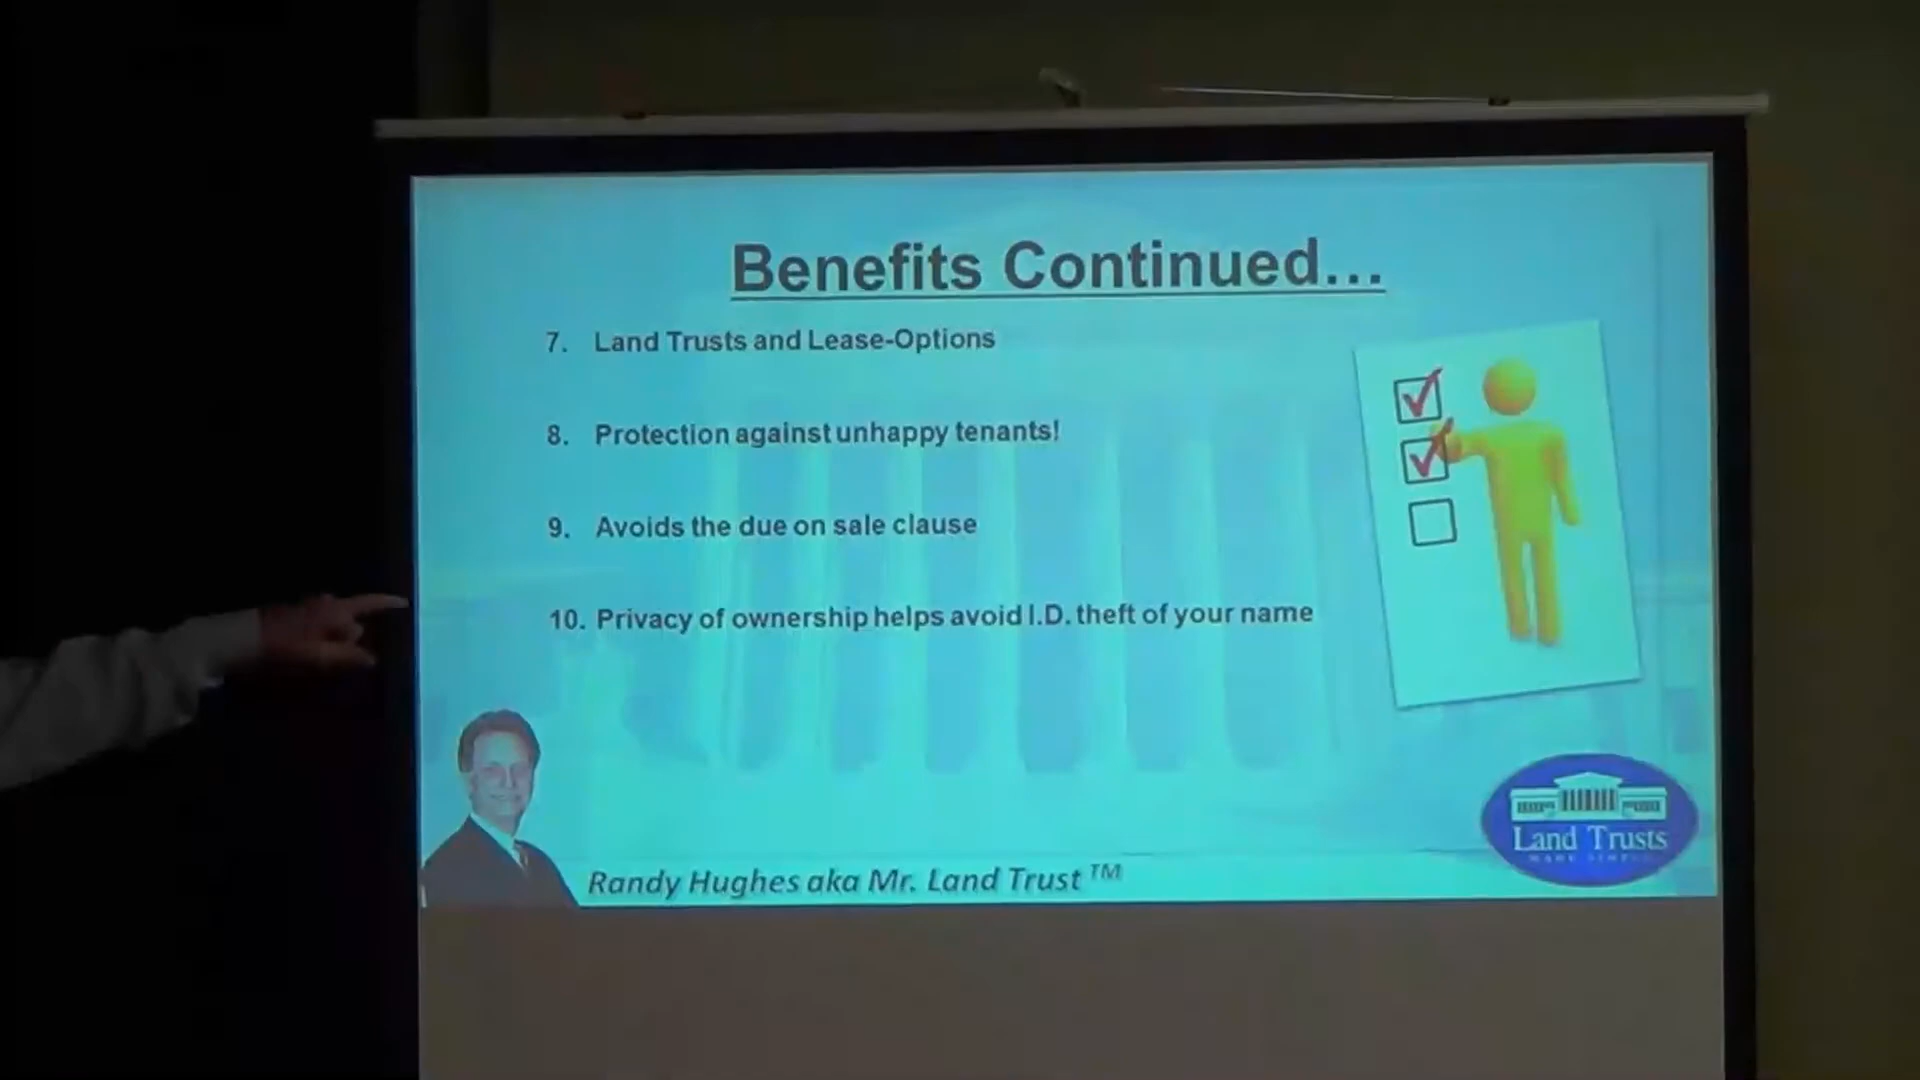 Benefits Continued...
7. Land Trusts and Lease-Options
8. Protection against unhappy tenants!
9. Avoids the due on sale clause
10. Privacy of ownership helps avoid I.D. theft of your name
Randy Hughes aka Mr. Land Trust TM
Land Trusts
MADE SIMPLE